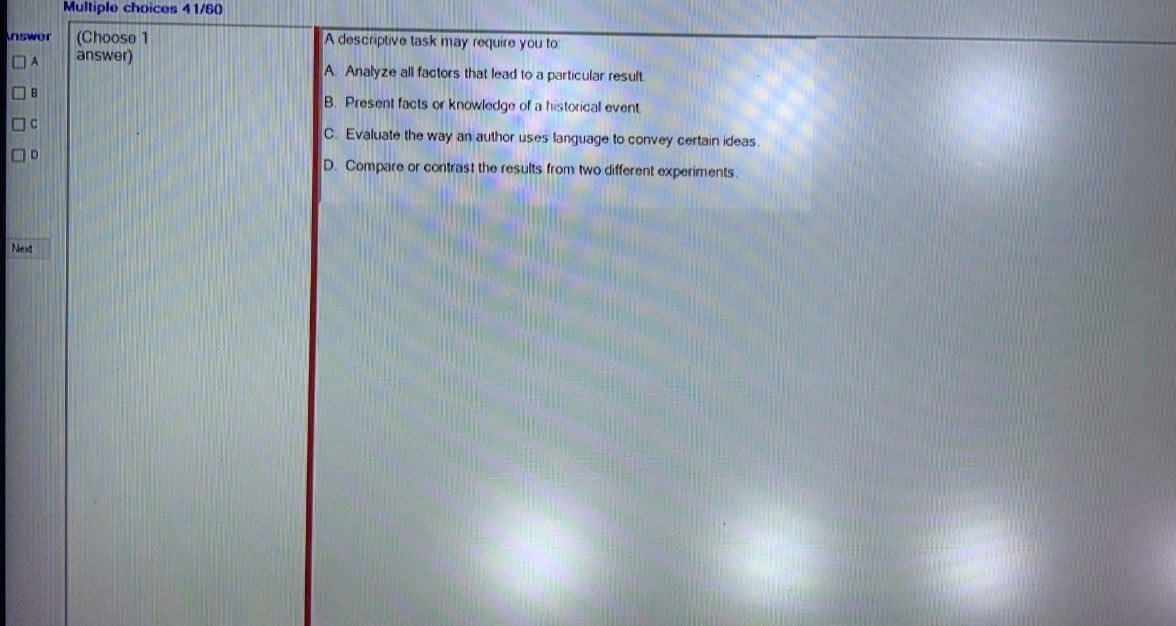 Multiple choices 41/60
Answer
(Choose 1
answer)
A
B
C
D
Next
A descriptive task may require you to:
A. Analyze all factors that lead to a particular result.
B. Present facts or knowledge of a historical event.
C. Evaluate the way an author uses language to convey certain ideas.
D. Compare or contrast the results from two different experiments.